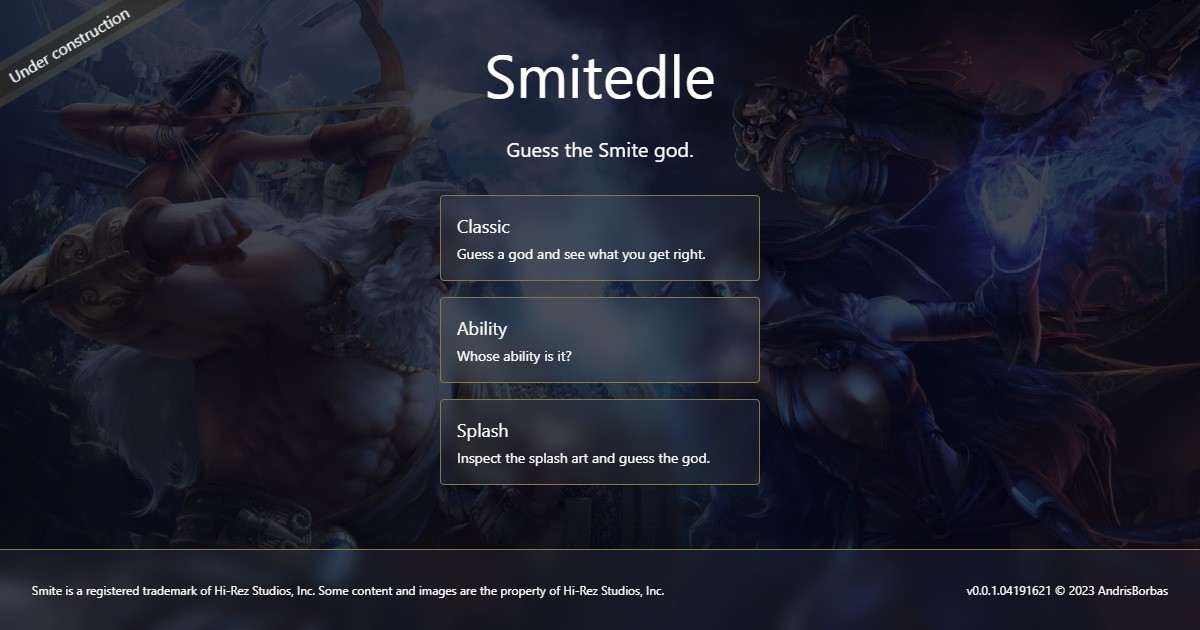 Under construction
Smitedle
Guess the Smite god.
Classic
Guess a god and see what you get right.
Ability
Whose ability is it?
Splash
Inspect the splash art and guess the god.
Smite is a registered trademark of Hi-Rez Studios, Inc. Some content and images are the property of Hi-Rez Studios, Inc.
v0.0.1.04191621 © 2023 AndrisBorbas